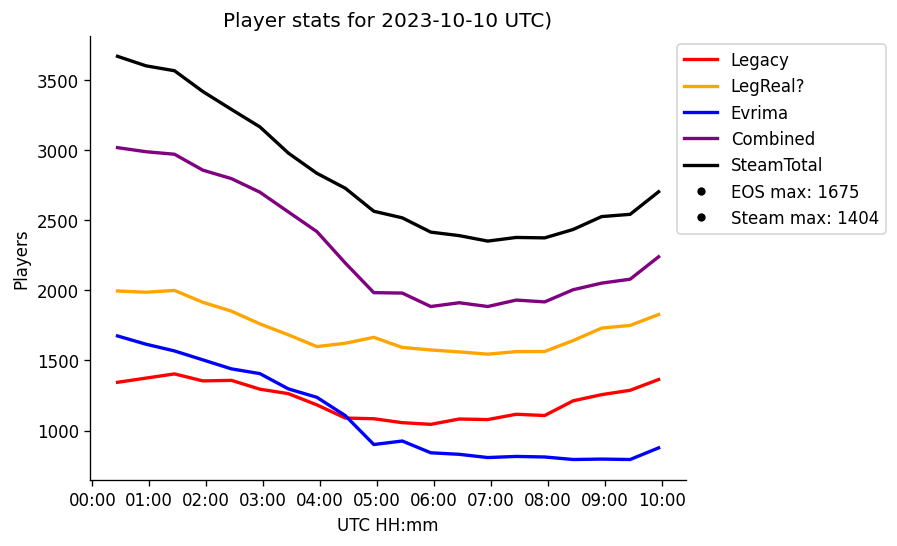 Player stats for 2023-10-10 UTC)
Legacy
LegReal?
Evrima
Combined
SteamTotal
EOS max: 1675
Steam max: 1404
Players
3500
3000
2500
2000
1500
1000
00:00 01:00 02:00 03:00 04:00 05:00 06:00 07:00 08:00 09:00 10:00
UTC HH:mm